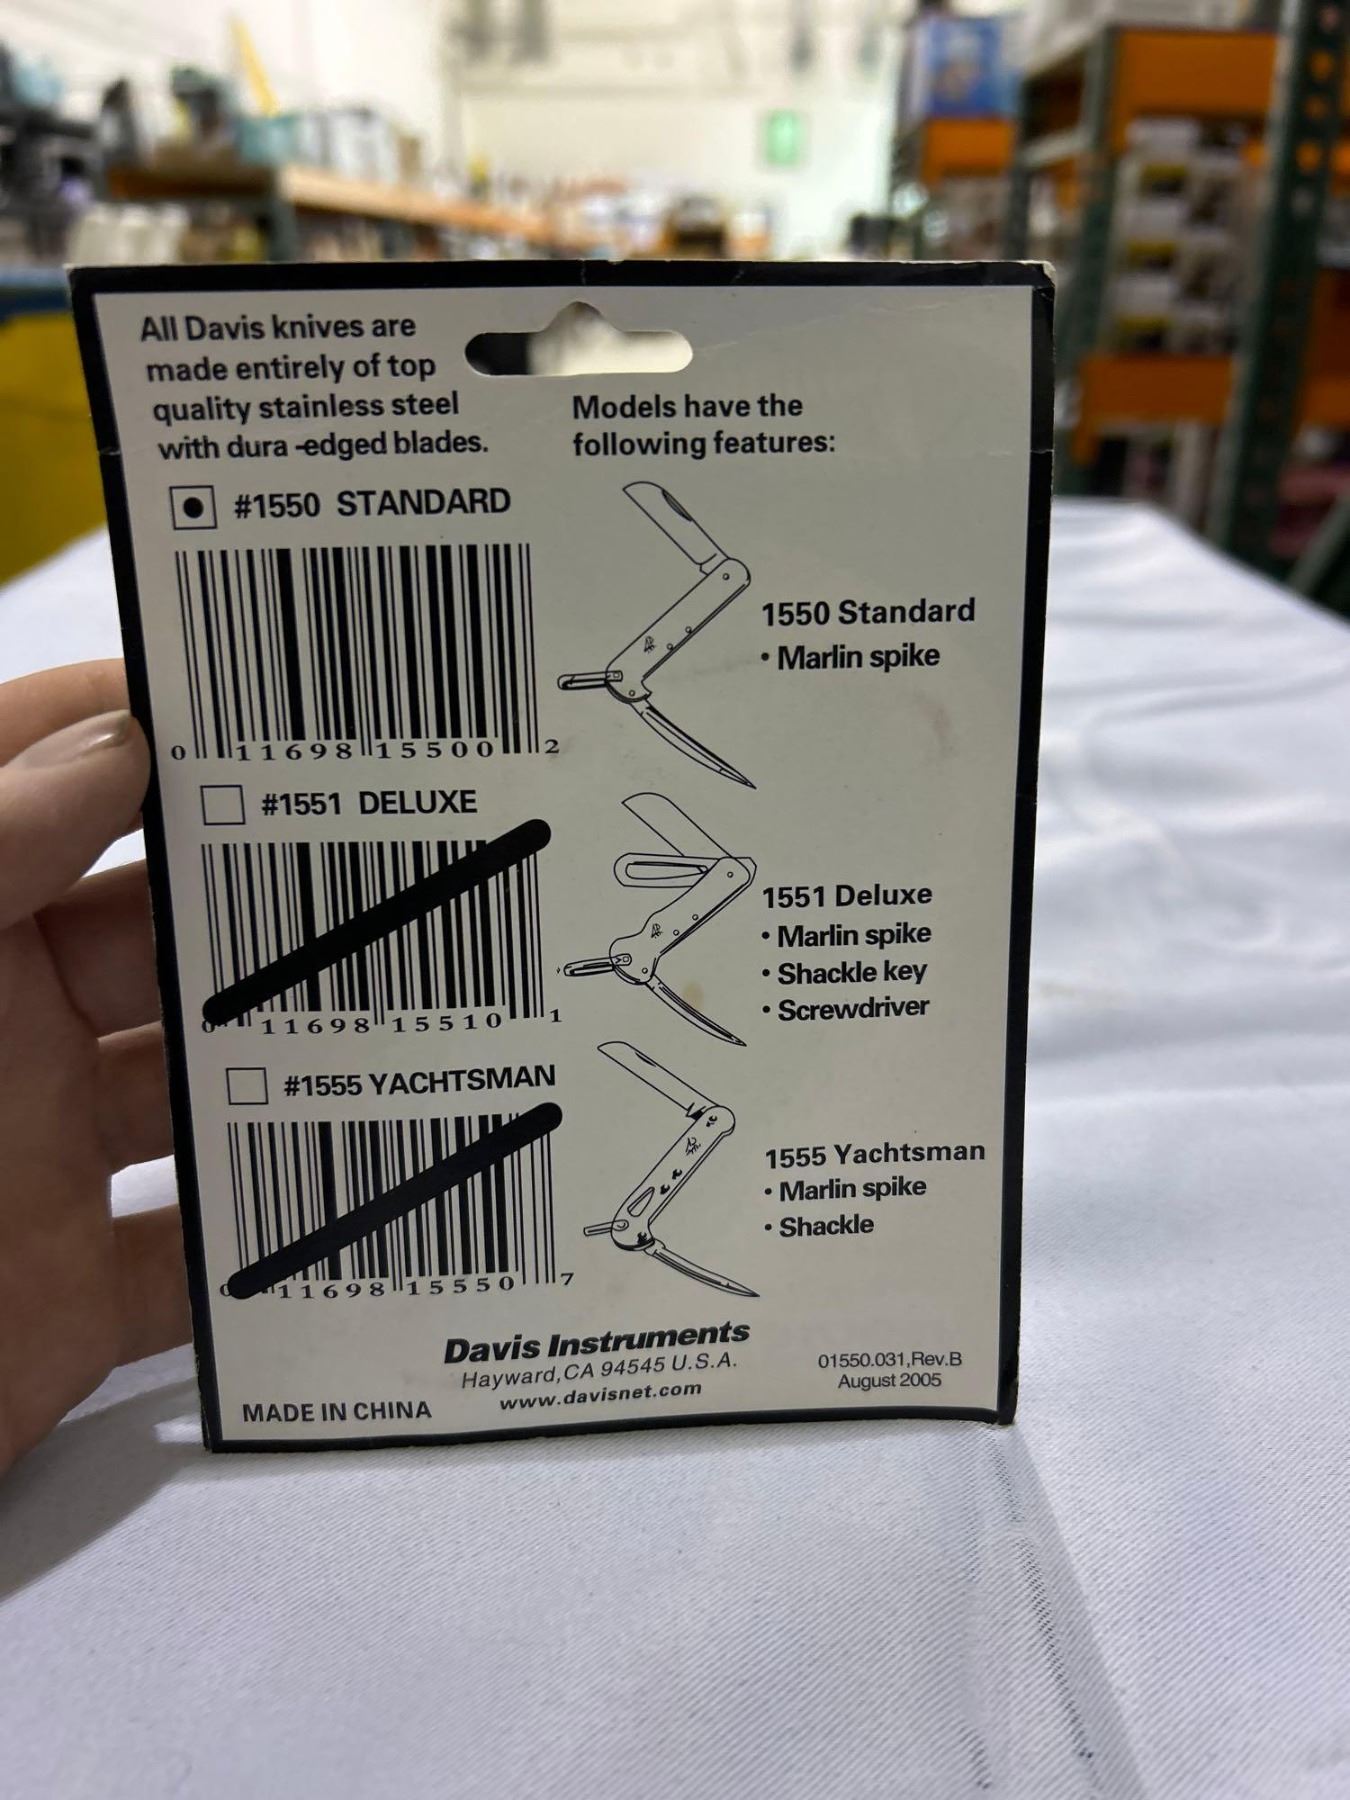 All Davis knives are
made entirely of top
quality stainless steel
with dura -edged blades.
Models have the
following features:
#1550 STANDARD
0 11698 15500 2
1550 Standard
• Marlin spike
#1551 DELUXE
0 11698 15510 1
1551 Deluxe
• Marlin spike
• Shackle key
• Screwdriver
#1555 YACHTSMAN
0 11698 15550 7
1555 Yachtsman
• Marlin spike
• Shackle
Davis Instruments
Hayward, CA 94545 U.S.A.
www.davisnet.com
MADE IN CHINA
01550.031,Rev.B
August 2005